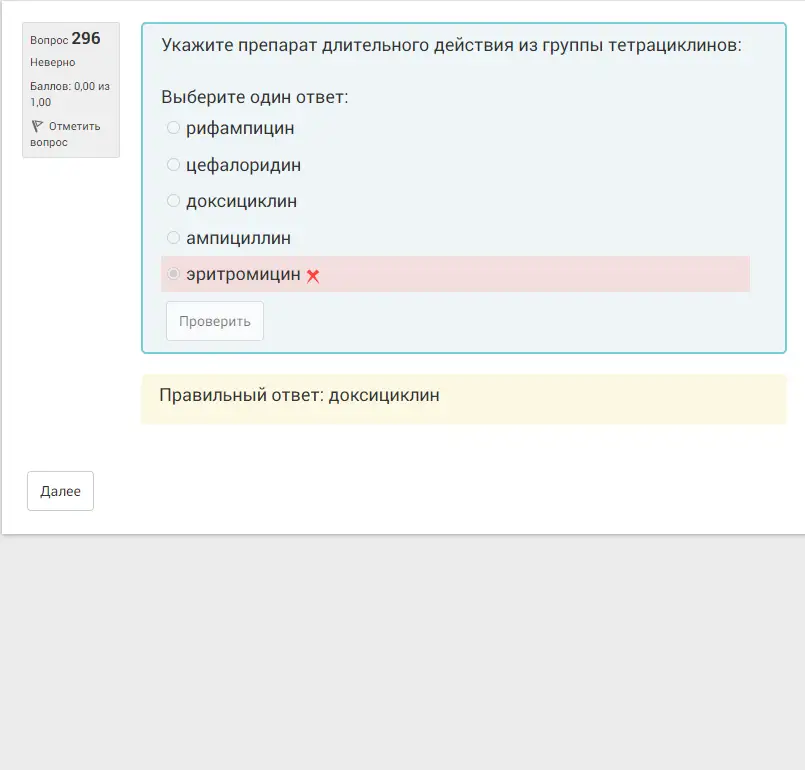 Вопрос 296
Неверно
Баллов: 0,00 из
1,00
Отметить
вопрос
Укажите препарат длительного действия из группы тетрациклинов:
Выберите один ответ:
рифампицин
цефалоридин
доксициклин
ампициллин
эритромицин
Проверить
Правильный ответ: доксициклин
Далее